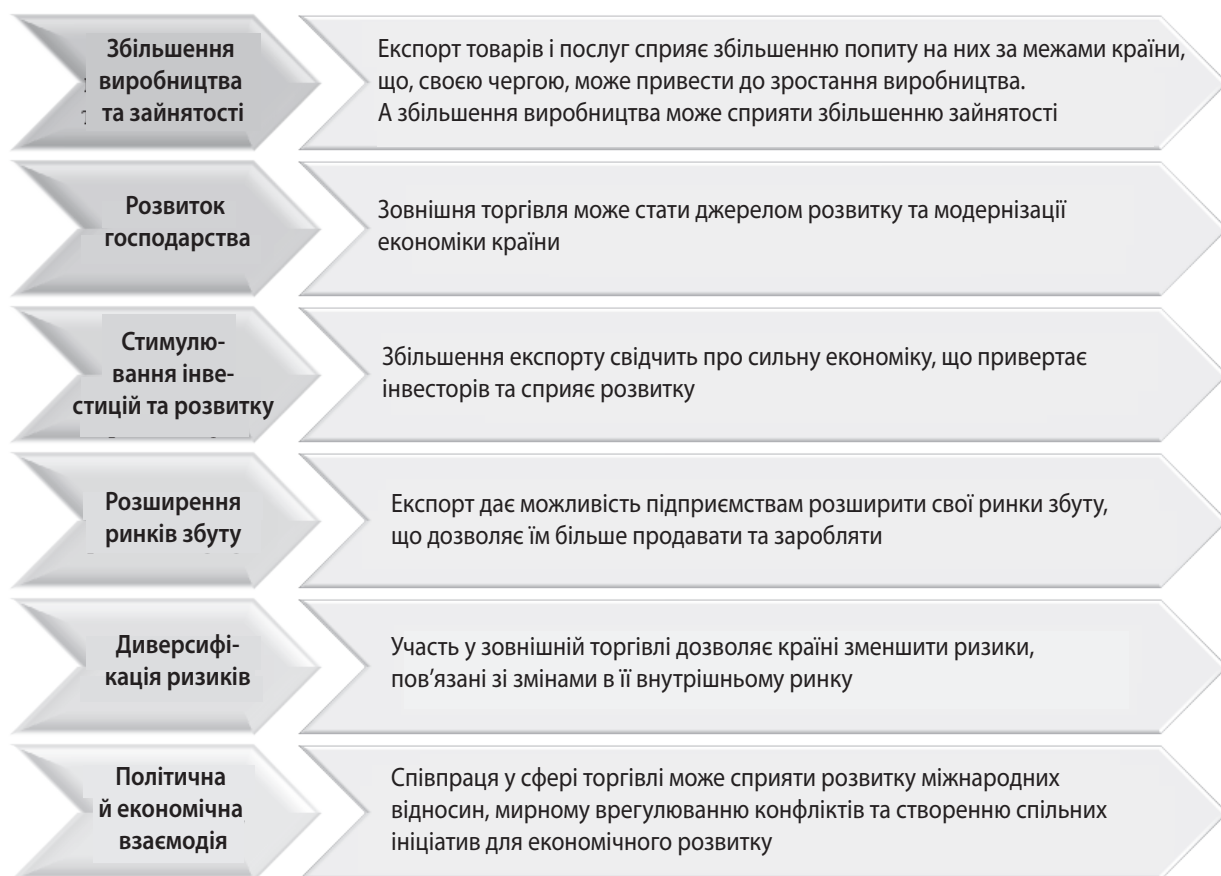 Збільшення
виробництва
та зайнятості
Експорт товарів і послуг сприяє збільшенню попиту на них за межами країни,
що, своєю чергою, може привести до зростання виробництва.
А збільшення виробництва може сприяти збільшенню зайнятості
Розвиток
господарства
Зовнішня торгівля може стати джерелом розвитку та модернізації
економіки країни
Стимулю-
вання інве-
стицій та розвитку
Збільшення експорту свідчить про сильну економіку, що привертає
інвесторів та сприяє розвитку
Розширення
ринків збуту
Експорт дає можливість підприємствам розширити свої ринки збуту,
що дозволяє їм більше продавати та заробляти
Диверсифі-
кація ризиків
Участь у зовнішній торгівлі дозволяє країні зменшити ризики,
пов’язані зі змінами в її внутрішньому ринку
Політична
й економічна
взаємодія
Співпраця у сфері торгівлі може сприяти розвитку міжнародних
відносин, мирному врегулюванню конфліктів та створенню спільних
ініціатив для економічного розвитку